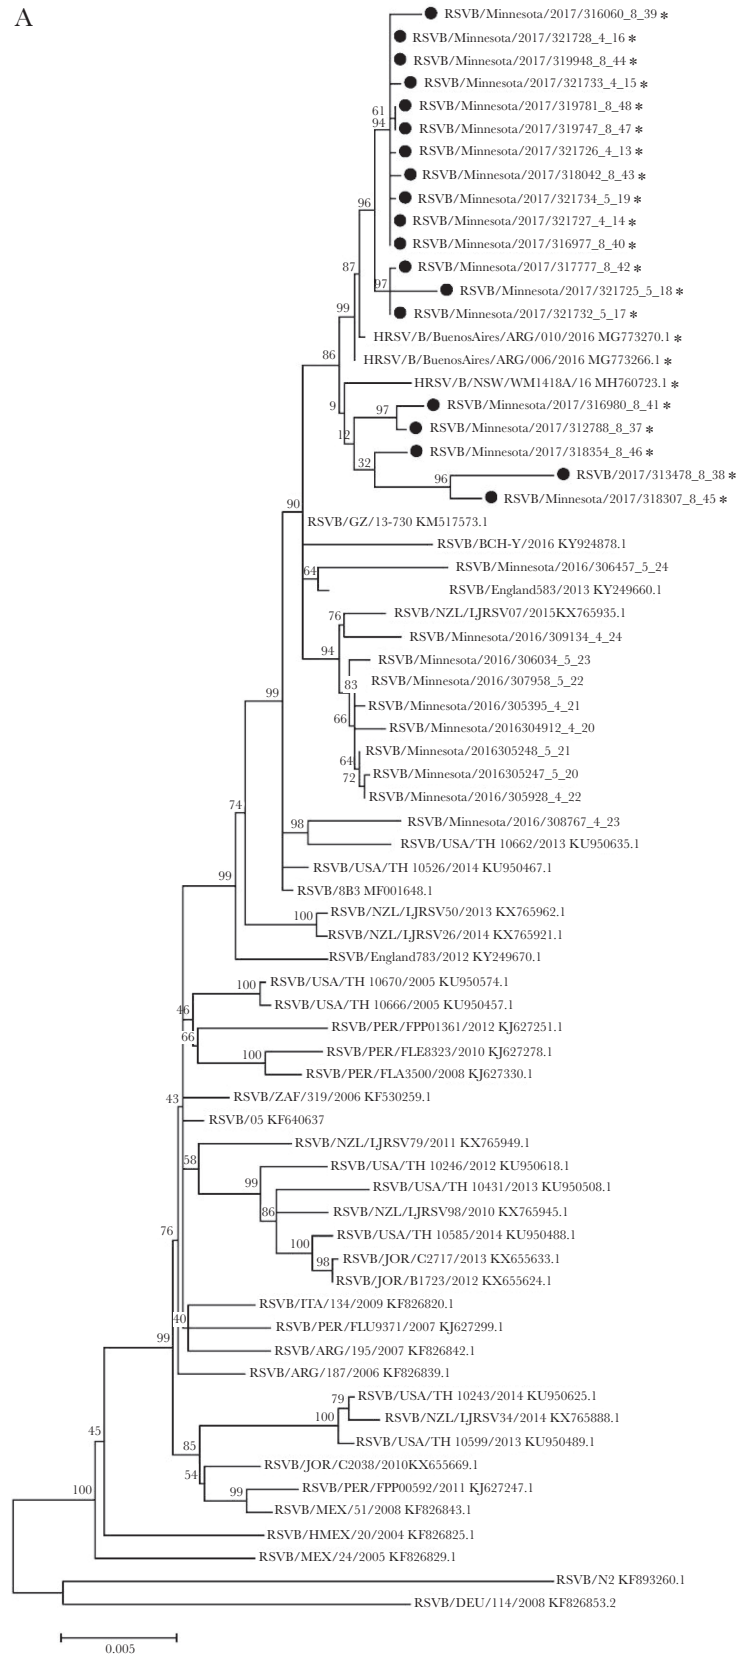 A
RSVB/Minnesota/2017/316060_8_39 *
RSVB/Minnesota/2017/321728_4_16 *
RSVB/Minnesota/2017/319948_8_44 *
RSVB/Minnesota/2017/321733_4_15 *
61
RSVB/Minnesota/2017/319781_8_48 *
94
RSVB/Minnesota/2017/319747_8_47 *
RSVB/Minnesota/2017/321726_4_13 *
RSVB/Minnesota/2017/318042_8_43 *
96
RSVB/Minnesota/2017/321734_5_19 *
RSVB/Minnesota/2017/321727_4_14 *
RSVB/Minnesota/2017/316977_8_40 *
87
RSVB/Minnesota/2017/317777_8_42 *
97
RSVB/Minnesota/2017/321725_5_18 *
99
RSVB/Minnesota/2017/321732_5_17 *
HRSV/B/BuenosAires/ARG/010/2016 MG773270.1 *
86
HRSV/B/BuenosAires/ARG/006/2016 MG773266.1 *
HRSV/B/NSW/WM1418A/16 MH760723.1 *
9
97
RSVB/Minnesota/2017/316980_8_41 *
12
RSVB/Minnesota/2017/312788_8_37 *
RSVB/Minnesota/2017/318354_8_46 *
32
96
RSVB/2017/313478_8_38 *
RSVB/Minnesota/2017/318307_8_45 *
90
RSVB/GZ/13-730 KM517573.1
RSVB/BCH-Y/2016 KY924878.1
64
RSVB/Minnesota/2016/306457_5_24
RSVB/England583/2013 KY249660.1
76
RSVB/NZL/LJRSV07/2015KX765935.1
RSVB/Minnesota/2016/309134_4_24
94
RSVB/Minnesota/2016/306034_5_23
83
RSVB/Minnesota/2016/307958_5_22
99
RSVB/Minnesota/2016/305395_4_21
66
RSVB/Minnesota/2016304912_4_20
RSVB/Minnesota/2016305248_5_21
64
RSVB/Minnesota/2016305247_5_20
72
RSVB/Minnesota/2016/305928_4_22
74
98
RSVB/Minnesota/2016/308767_4_23
RSVB/USA/TH 10662/2013 KU950635.1
RSVB/USA/TH 10526/2014 KU950467.1
99
RSVB/8B3 MF001648.1
100
RSVB/NZL/LJRSV50/2013 KX765962.1
RSVB/NZL/LJRSV26/2014 KX765921.1
RSVB/England783/2012 KY249670.1
100
RSVB/USA/TH 10670/2005 KU950574.1
46
RSVB/USA/TH 10666/2005 KU950457.1
66
RSVB/PER/FPP01361/2012 KJ627251.1
100
RSVB/PER/FLE8323/2010 KJ627278.1
RSVB/PER/FLA3500/2008 KJ627330.1
43
RSVB/ZAF/319/2006 KF530259.1
RSVB/05 KF640637
RSVB/NZL/LJRSV79/2011 KX765949.1
58
RSVB/USA/TH 10246/2012 KU950618.1
99
RSVB/USA/TH 10431/2013 KU950508.1
86
RSVB/NZL/LJRSV98/2010 KX765945.1
76
RSVB/USA/TH 10585/2014 KU950488.1
100
RSVB/JOR/C2717/2013 KX655633.1
98
RSVB/JOR/B1723/2012 KX655624.1
RSVB/ITA/134/2009 KF826820.1
40
RSVB/PER/FLU9371/2007 KJ627299.1
99
RSVB/ARG/195/2007 KF826842.1
RSVB/ARG/187/2006 KF826839.1
79
RSVB/USA/TH 10243/2014 KU950625.1
100
RSVB/NZL/LJRSV34/2014 KX765888.1
45
RSVB/USA/TH 10599/2013 KU950489.1
85
RSVB/JOR/C2038/2010KX655669.1
54
99
RSVB/PER/FPP00592/2011 KJ627247.1
100
RSVB/MEX/51/2008 KF826843.1
RSVB/HMEX/20/2004 KF826825.1
RSVB/MEX/24/2005 KF826829.1
RSVB/N2 KF893260.1
RSVB/DEU/114/2008 KF826853.2
0.005